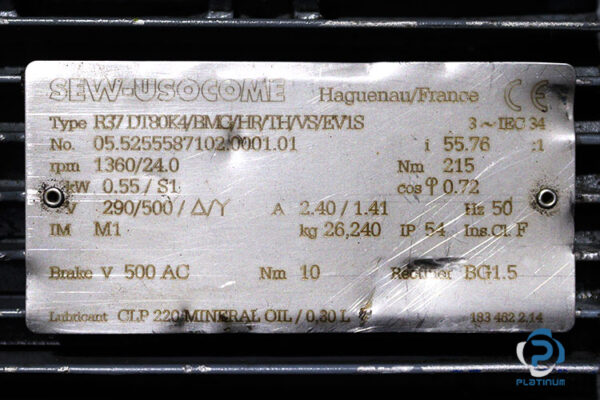 SEW-USOCOME Haguenau/France CE
Type R37 DT80K4/BMG/HR/TH/VS/EV1S 3~IEC 34
No. 05.5255587102.0001.01 i 55.76 :1
rpm 1360/24.0 Nm 215
kW 0.55 / S1 cos φ 0.72
V 290/500 / Δ/Y A 2.40 / 1.41 Hz 50
IM M1 kg 26,240 IP 54 Ins.Cl. F
Brake V 500 AC Nm 10 Rectifier BG1.5
Lubricant CLP 220 MINERAL OIL / 0,30 L
183 482 2.14
PLATINUM